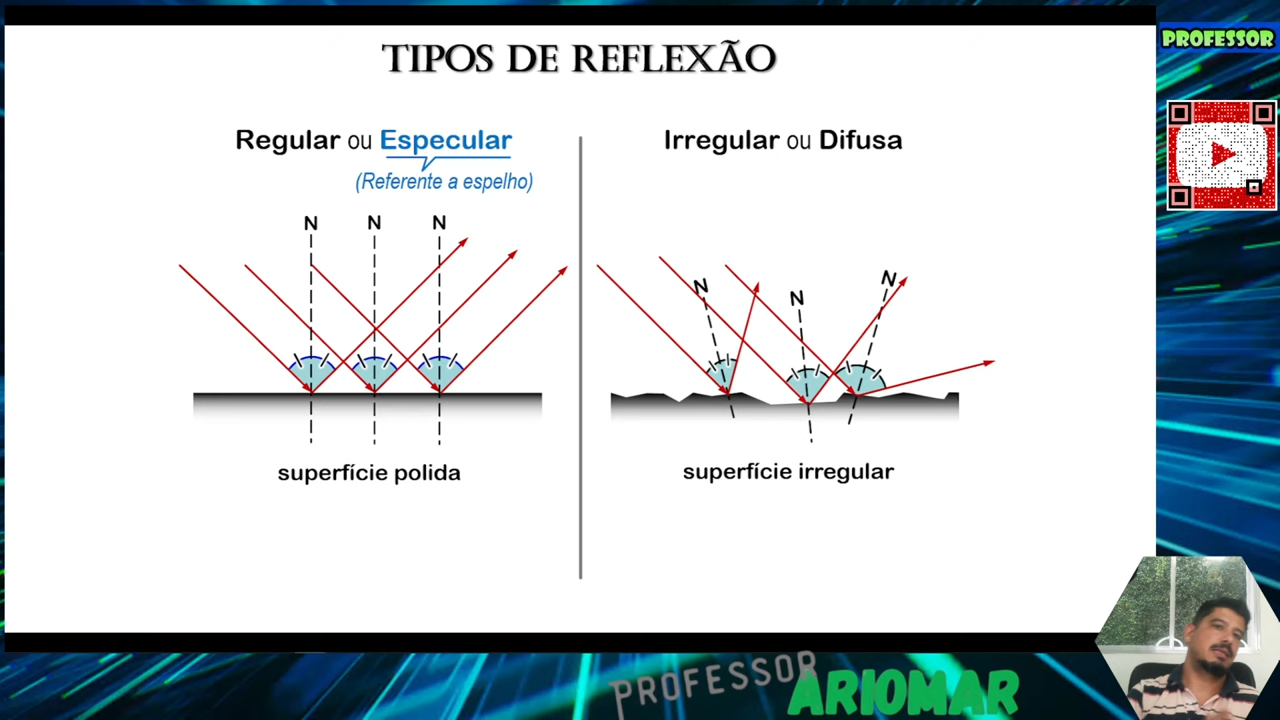 TIPOS DE REFLEXÃO
PROFESSOR
Regular ou Especular
(Referente a espelho)
Irregular ou Difusa
N N N
N N N
superfície polida
superfície irregular
PROFESSOR
ARIOMAR